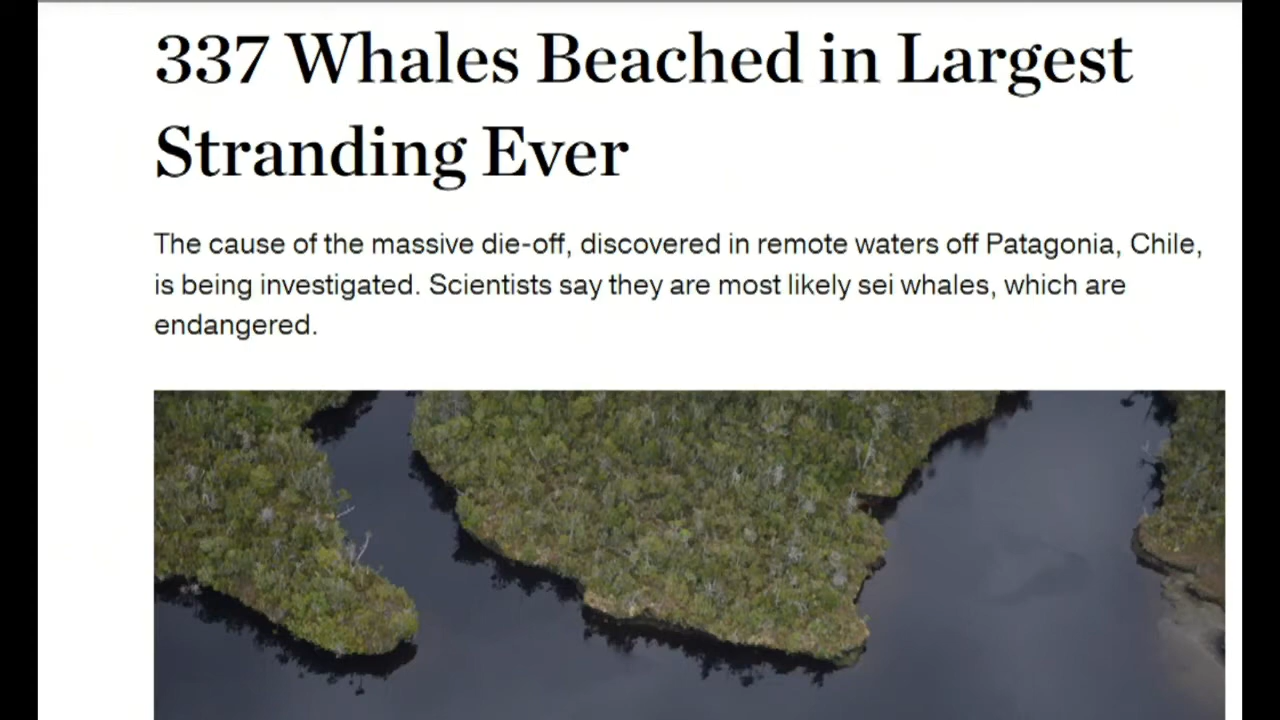 337 Whales Beached in Largest
Stranding Ever
The cause of the massive die-off, discovered in remote waters off Patagonia, Chile,
is being investigated. Scientists say they are most likely sei whales, which are
endangered.